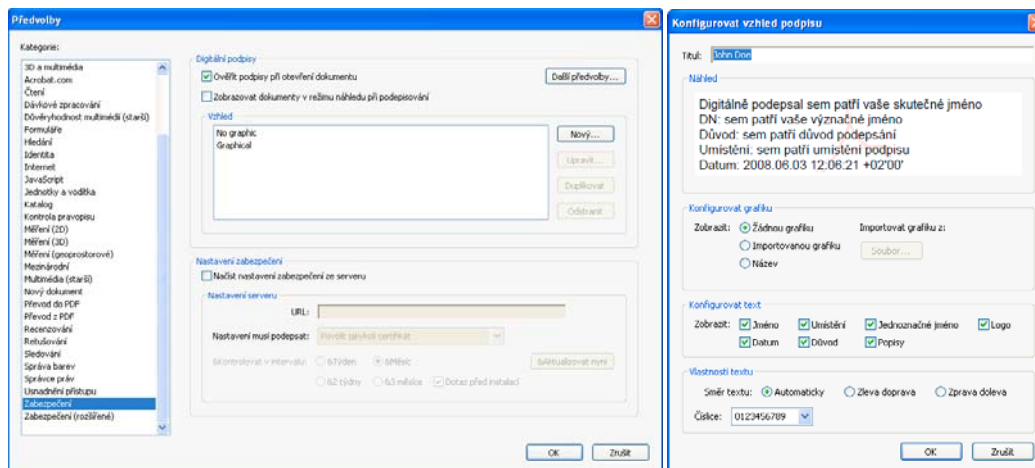 Předvolby
Kategorie:
3D a multimédia
Acrobat.com
Čtení
Dávkové zpracování
Důvěryhodnost multimédií (starší)
Formuláře
Hledání
Identita
Internet
JavaScript
Jednotky a vodítka
Katalog
Kontrola pravopisu
Měření (2D)
Měření (3D)
Měření (geoprostorové)
Mezinárodní
Multimédia (starší)
Nový dokument
Převod do PDF
Převod z PDF
Recenzování
Retušování
Sledování
Správa barev
Správce práv
Usnadnění přístupu
Zabezpečení
Zabezpečení (rozšířené)
Digitální podpisy
Ověřit podpisy při otevření dokumentu
Další předvolby...
Zobrazovat dokumenty v režimu náhledu při podepisování
Vzhled
No graphic
Graphical
Nový...
Upravit...
Duplikovat
Odstranit
Nastavení zabezpečení
Načíst nastavení zabezpečení ze serveru
Nastavení serveru
URL:
Nastavení musí podepsat: Povolit jakýkoli certifikát
&Kontrolovat v intervalu: &Týden &Měsíc &Aktualizovat nyní
&2 týdny &3 měsíce Dotaz před instalací
OK Zrušit
Konfigurovat vzhled podpisu
Titul: John Doe
Náhled
Digitálně podepsal sem patří vaše skutečné jméno
DN: sem patří vaše význačné jméno
Důvod: sem patří důvod podepsání
Umístění: sem patří umístění podpisu
Datum: 2008.06.03 12:06:21 +02'00'
Konfigurovat grafiku
Zobrazit: Žádnou grafiku Importovat grafiku z:
Importovanou grafiku Soubor...
Název
Konfigurovat text
Zobrazit: Jméno Umístění Jednoznačné jméno Logo
Datum Důvod Popisy
Vlastnosti textu
Směr textu: Automaticky Zleva doprava Zprava doleva
Číslice: 0123456789
OK Zrušit